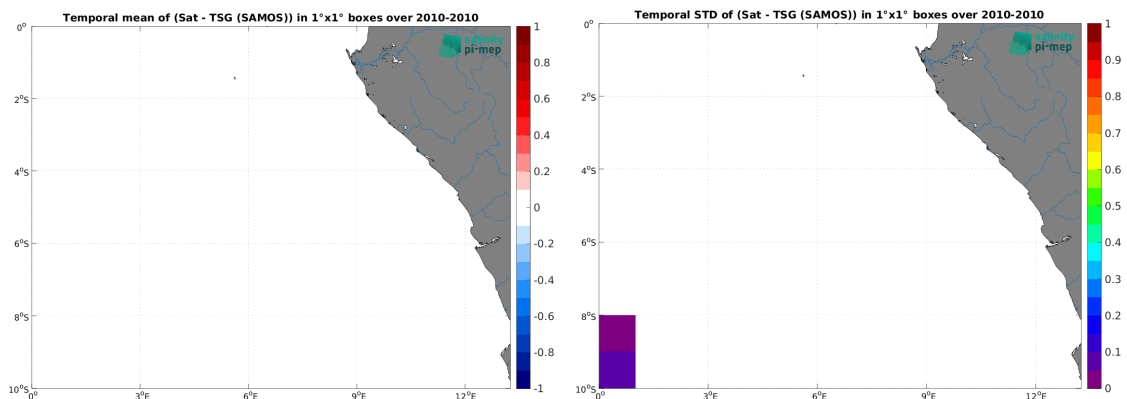 Temporal mean of (Sat - TSG (SAMOS)) in 1°x1° boxes over 2010-2010
0°
2°S
4°S
6°S
8°S
10°S
0°
3°E
6°E
9°E
12°E
salinity
pi-mep
1
0.8
0.6
0.4
0.2
0
-0.2
-0.4
-0.6
-0.8
-1
Temporal STD of (Sat - TSG (SAMOS)) in 1°x1° boxes over 2010-2010
0°
2°S
4°S
6°S
8°S
10°S
0°
3°E
6°E
9°E
12°E
salinity
pi-mep
1
0.9
0.8
0.7
0.6
0.5
0.4
0.3
0.2
0.1
0